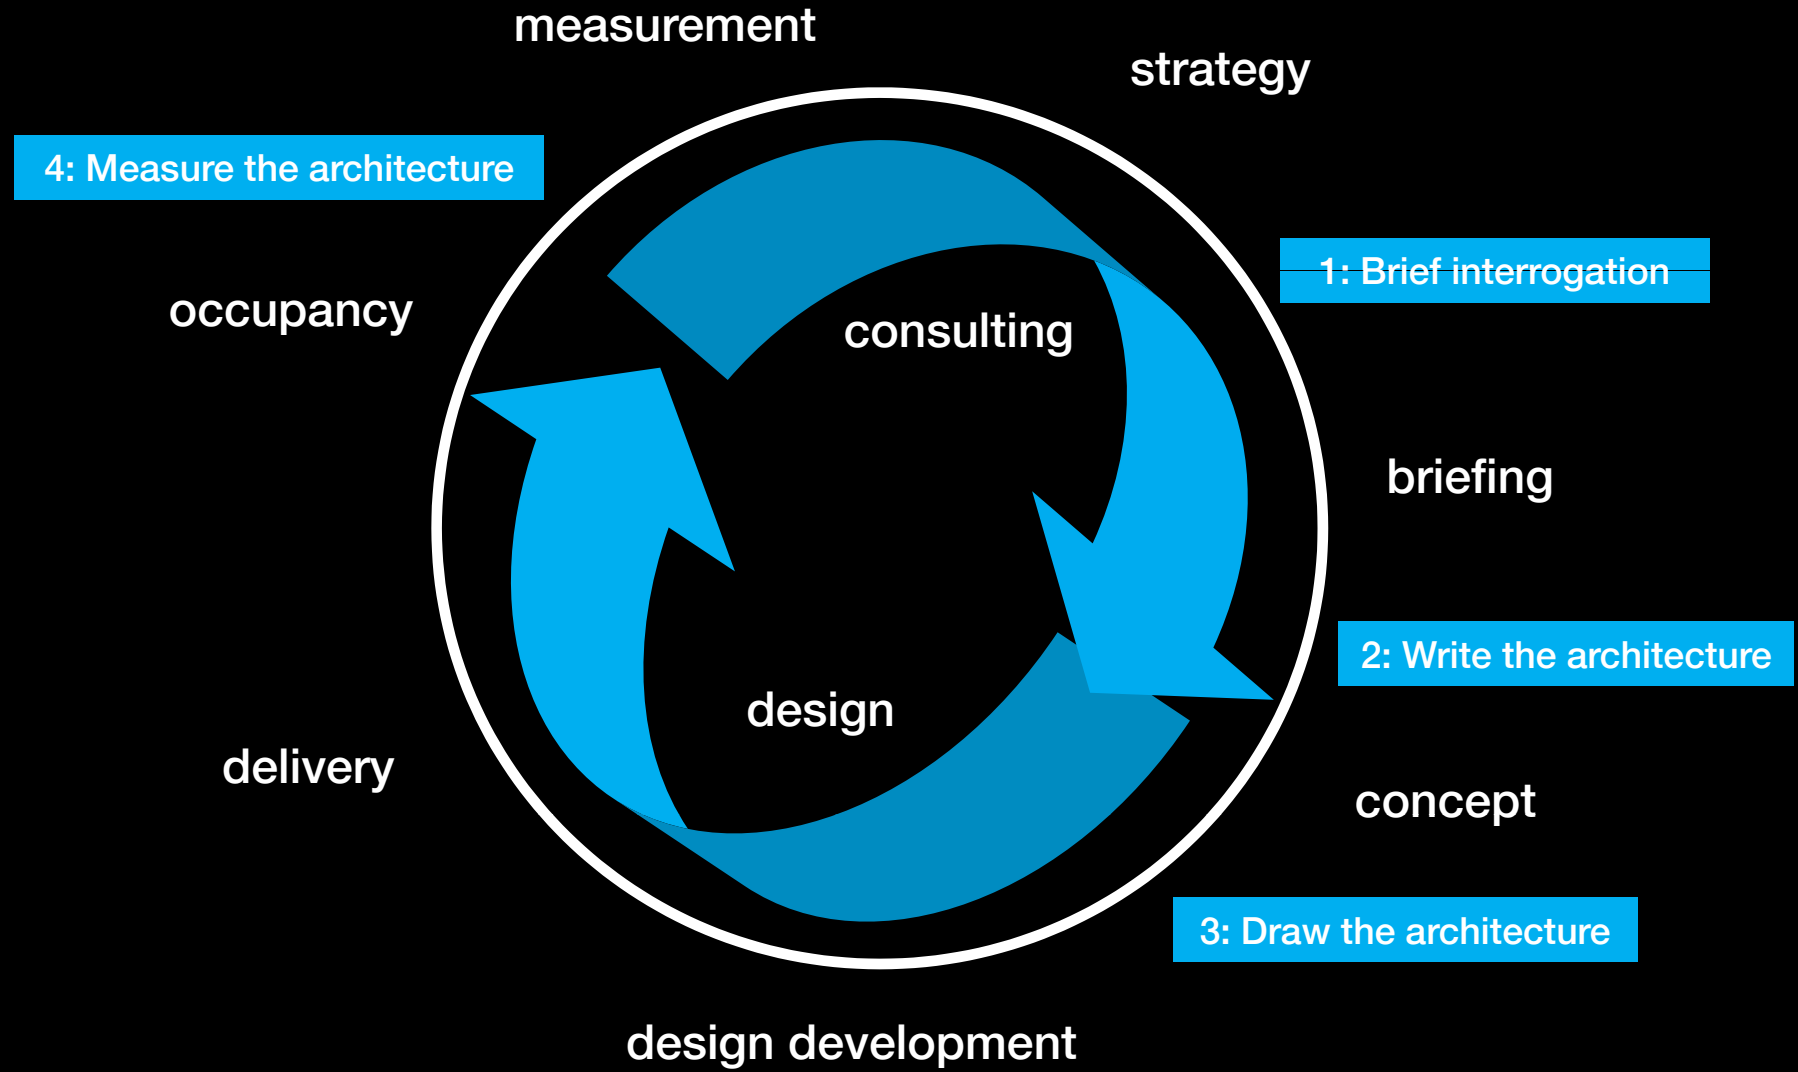 measurement
strategy
4: Measure the architecture
1: Brief interrogation
occupancy
consulting
briefing
2: Write the architecture
design
delivery
concept
3: Draw the architecture
design development